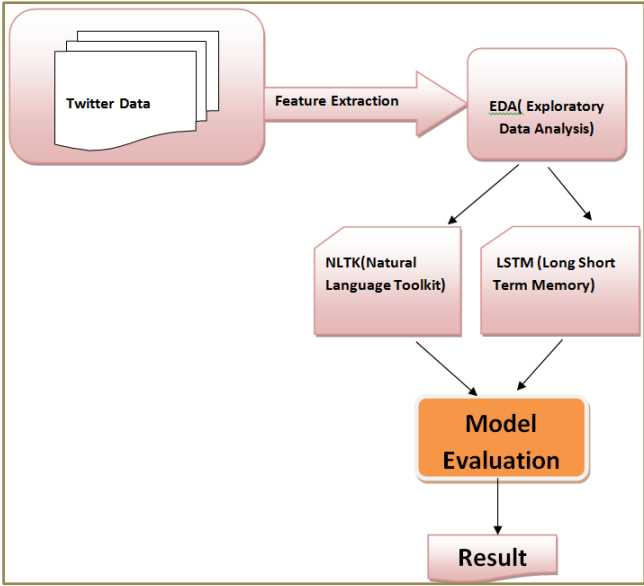 Twitter Data
Feature Extraction
EDA( Exploratory
Data Analysis)
NLTK(Natural
Language Toolkit)
LSTM (Long Short
Term Memory)
Model
Evaluation
Result